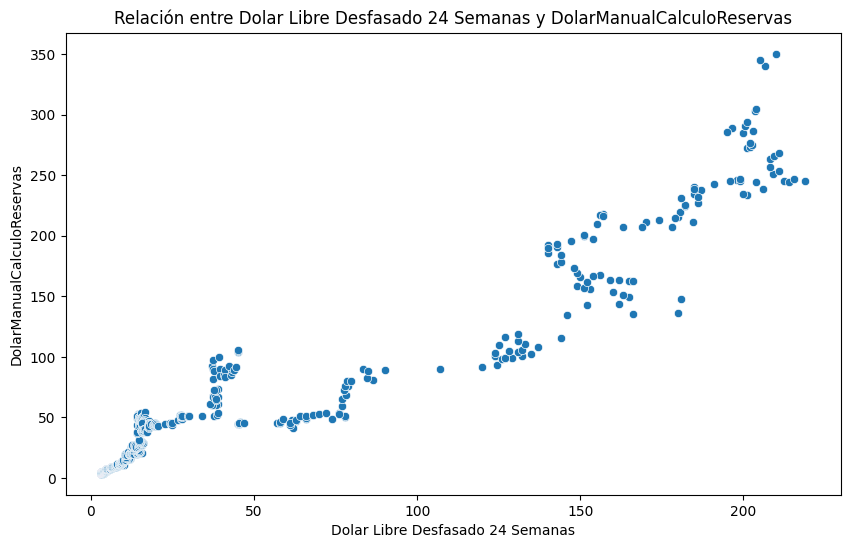 Relación entre Dolar Libre Desfasado 24 Semanas y DolarManualCalculoReservas
350
300
250
200
150
100
50
0
DolarManualCalculoReservas
0 50 100 150 200
Dolar Libre Desfasado 24 Semanas